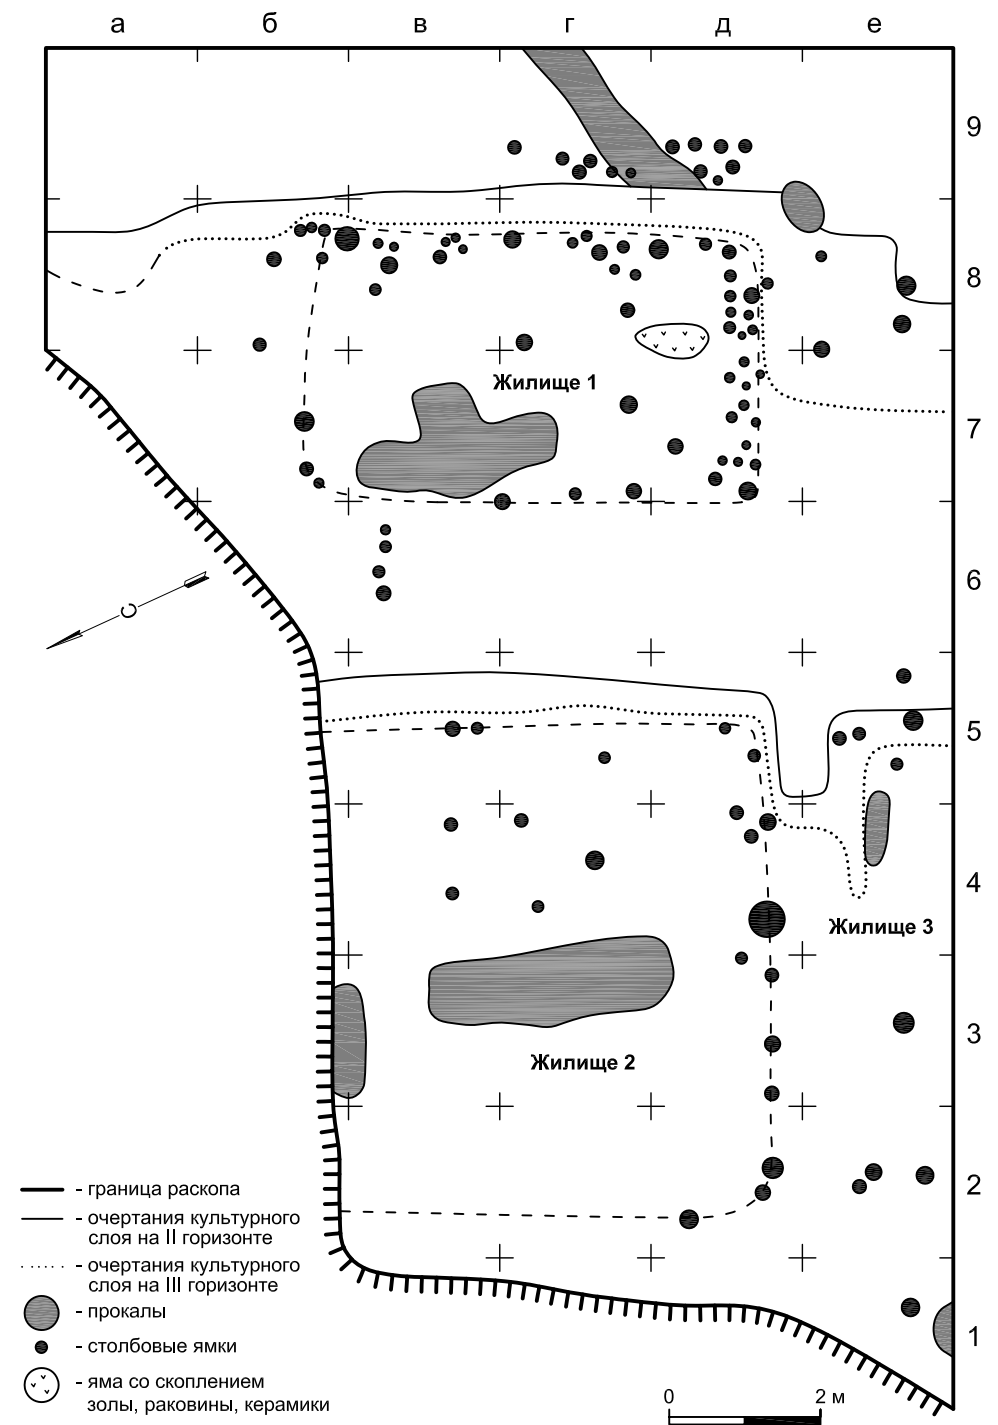 а б в г д е
9
8
Жилище 1
7
6
С
5
4
Жилище 3
3
Жилище 2
2
- граница раскопа
- очертания культурного
слоя на II горизонте
- очертания культурного
слоя на III горизонте
- прокалы
1
- столбовые ямки
- яма со скоплением
золы, раковины, керамики
0 2 м